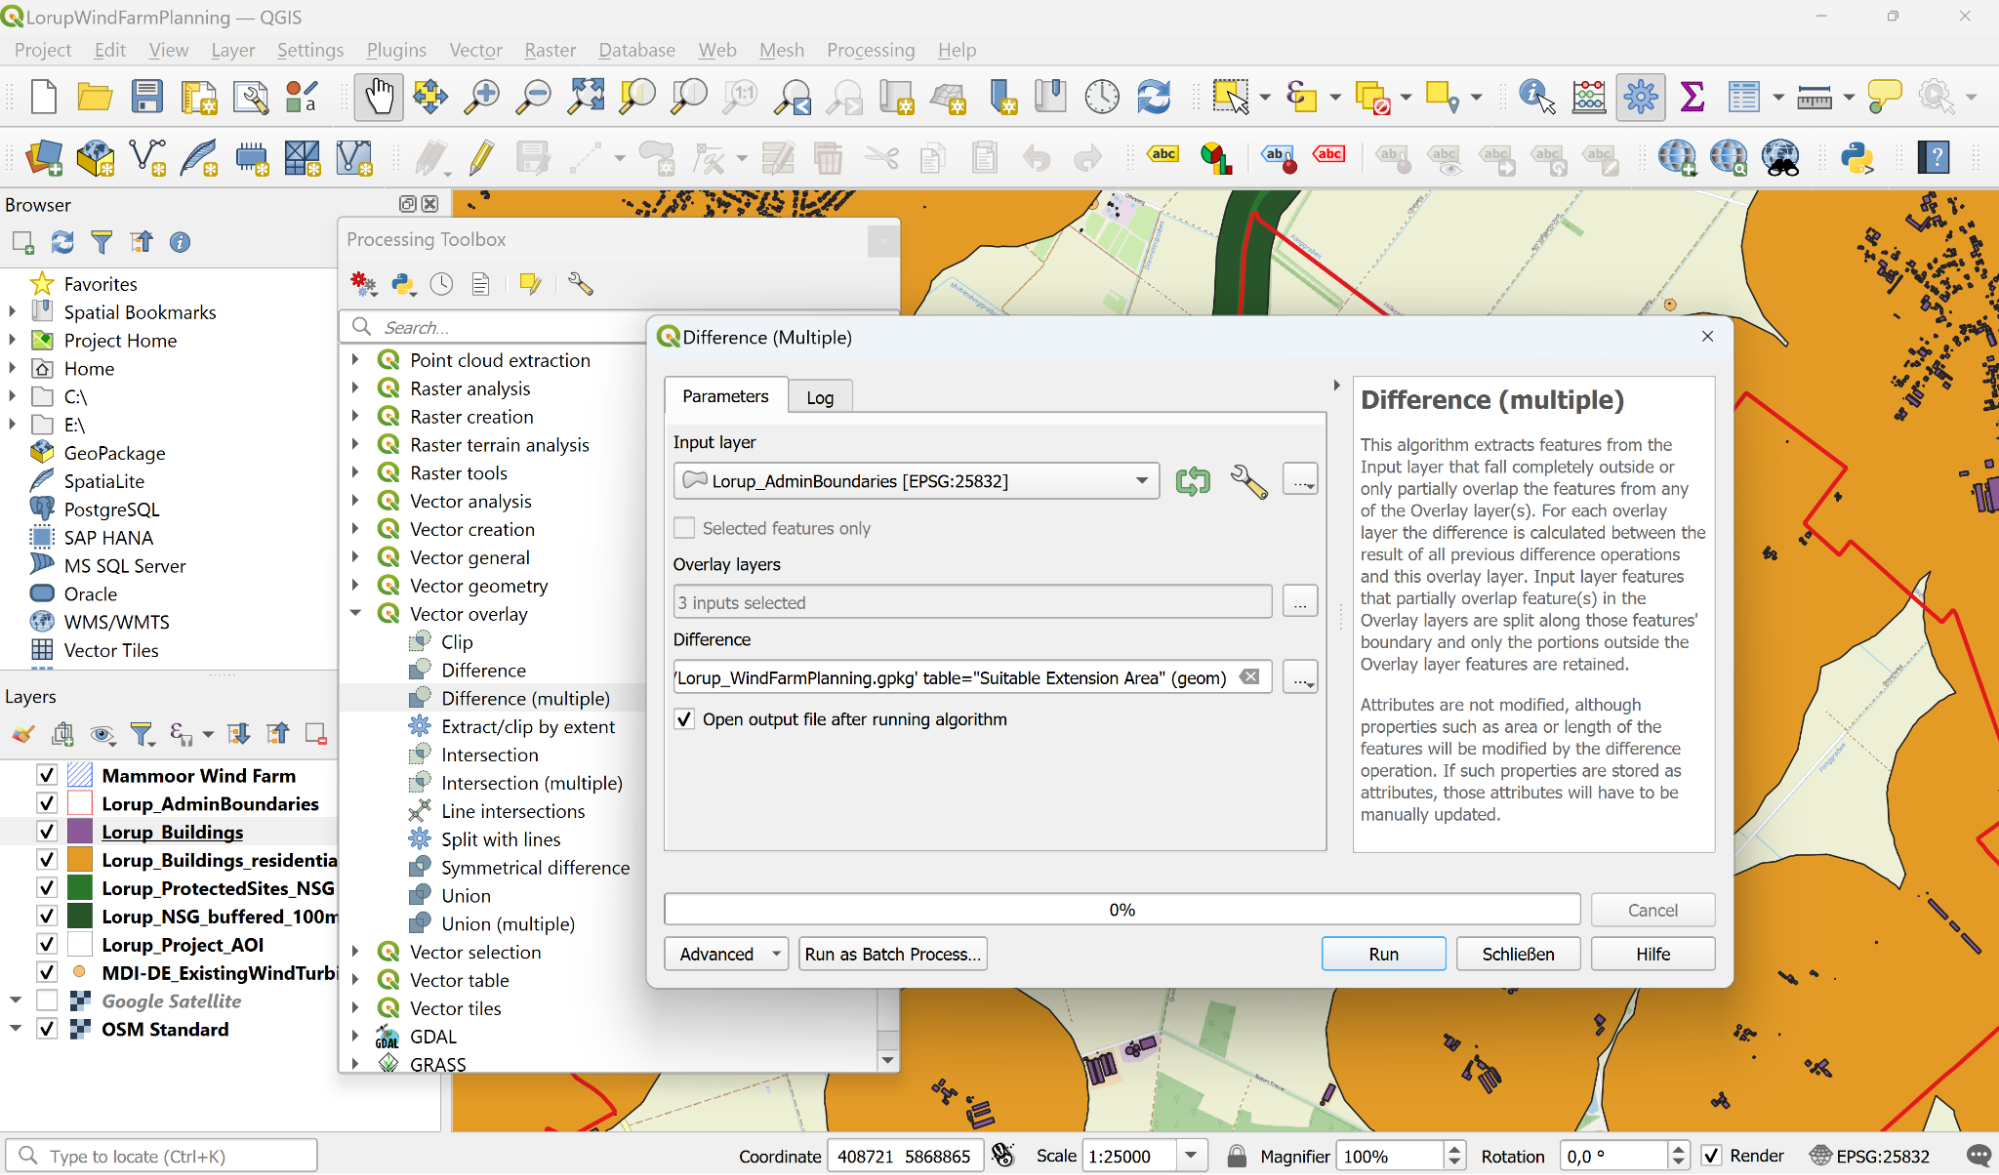 LorupWindFarmPlanning — QGIS
Project Edit View Layer Settings Plugins Vector Raster Database Web Mesh Processing Help
Browser
Favorites
Spatial Bookmarks
Project Home
Home
C:\
E:\
GeoPackage
SpatiaLite
PostgreSQL
SAP HANA
MS SQL Server
Oracle
WMS/WMTS
Vector Tiles
Layers
Mammoor Wind Farm
Lorup_AdminBoundaries
Lorup_Buildings
Lorup_Buildings_residentia
Lorup_ProtectedSites_NSG
Lorup_NSG_buffered_100m
Lorup_Project_AOI
MDI-DE_ExistingWindTurbi
Google Satellite
OSM Standard
Processing Toolbox
Search...
Point cloud extraction
Raster analysis
Raster creation
Raster terrain analysis
Raster tools
Vector analysis
Vector creation
Vector general
Vector geometry
Vector overlay
Clip
Difference
Difference (multiple)
Extract/clip by extent
Intersection
Intersection (multiple)
Line intersections
Split with lines
Symmetrical difference
Union
Union (multiple)
Vector selection
Vector table
Vector tiles
GDAL
GRASS
Difference (Multiple)
Parameters Log
Input layer
Lorup_AdminBoundaries [EPSG:25832]
Selected features only
Overlay layers
3 inputs selected
Difference
/Lorup_WindFarmPlanning.gpkg' table="Suitable Extension Area" (geom)
Open output file after running algorithm
Difference (multiple)
This algorithm extracts features from the
Input layer that fall completely outside or
only partially overlap the features from any
of the Overlay layer(s). For each overlay
layer the difference is calculated between the
result of all previous difference operations
and this overlay layer. Input layer features
that partially overlap feature(s) in the
Overlay layers are split along those features'
boundary and only the portions outside the
Overlay layer features are retained.
Attributes are not modified, although
properties such as area or length of the
features will be modified by the difference
operation. If such properties are stored as
attributes, those attributes will have to be
manually updated.
0%
Cancel
Advanced
Run as Batch Process...
Run
Schließen
Hilfe
Type to locate (Ctrl+K)
Coordinate 408721 5868865
Scale 1:25000
Magnifier 100%
Rotation 0,0 °
Render
EPSG:25832